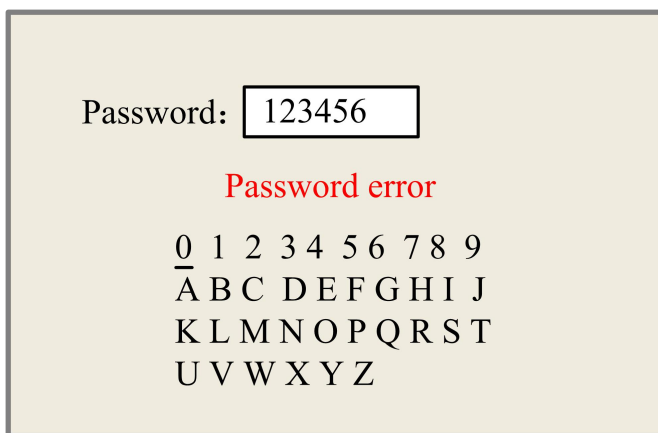 Password: 123456
Password error
0 1 2 3 4 5 6 7 8 9
A B C D E F G H I J
K L M N O P Q R S T
U V W X Y Z